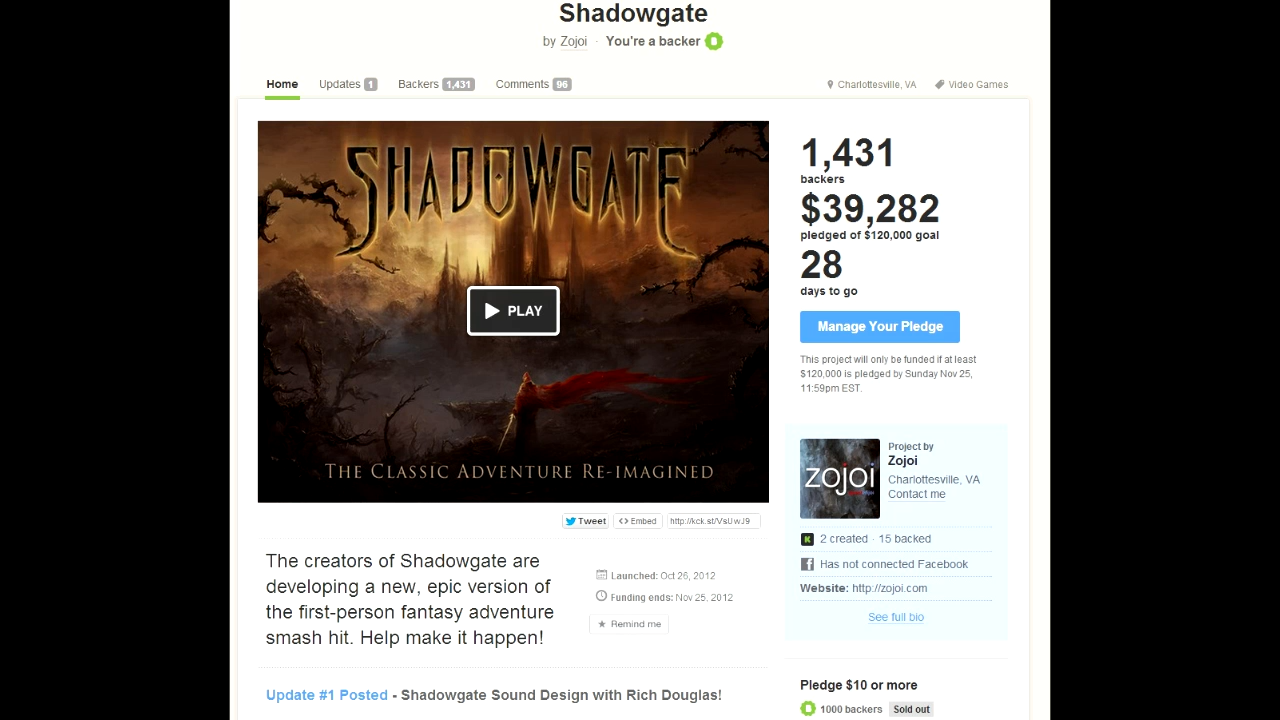 Shadowgate
by Zojoi · You're a backer
Home Updates 1 Backers 1,431 Comments 96
Charlottesville, VA Video Games
SHADOWGATE
PLAY
THE CLASSIC ADVENTURE RE-IMAGINED
Tweet Embed http://kck.st/VsUwJ9
The creators of Shadowgate are
developing a new, epic version of
the first-person fantasy adventure
smash hit. Help make it happen!
Launched: Oct 26, 2012
Funding ends: Nov 25, 2012
Remind me
Update #1 Posted - Shadowgate Sound Design with Rich Douglas!
1,431
backers
$39,282
pledged of $120,000 goal
28
days to go
Manage Your Pledge
This project will only be funded if at least
$120,000 is pledged by Sunday Nov 25,
11:59pm EST.
zojoi
Project by
Zojoi
Charlottesville, VA
Contact me
K 2 created · 15 backed
f Has not connected Facebook
Website: http://zojoi.com
See full bio
Pledge $10 or more
1000 backers Sold out